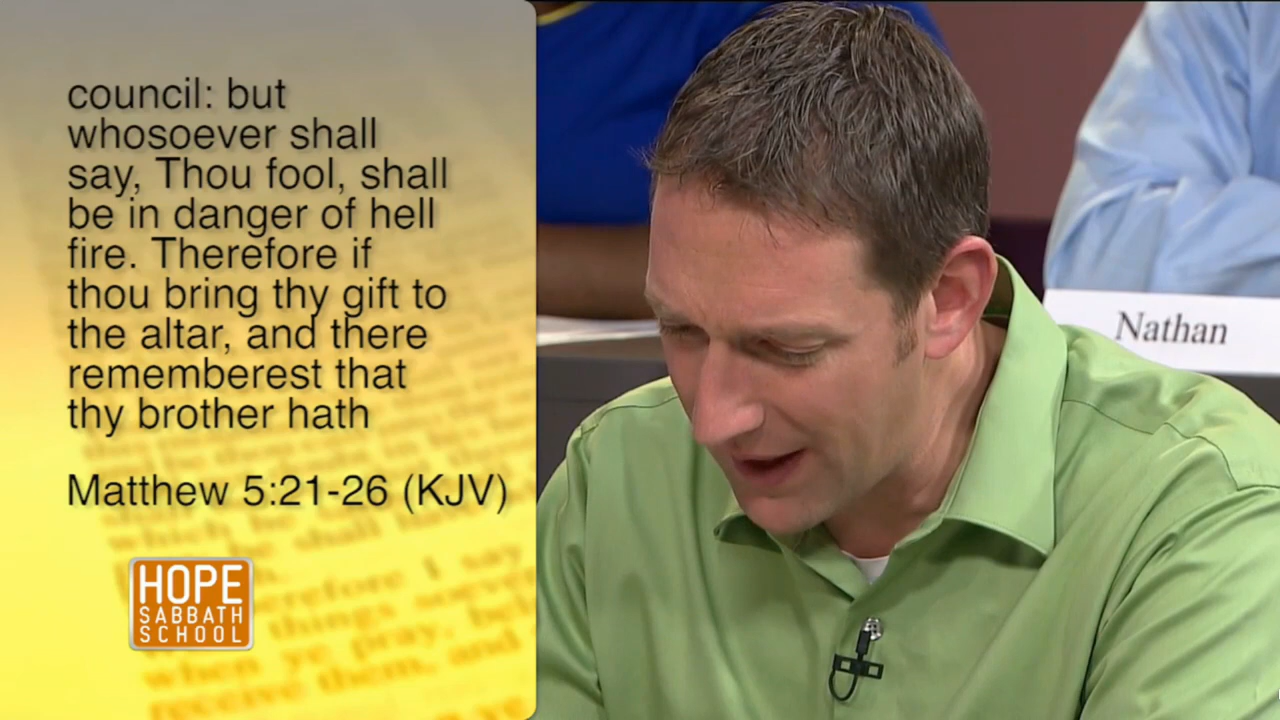 council: but
whosoever shall
say, Thou fool, shall
be in danger of hell
fire. Therefore if
thou bring thy gift to
the altar, and there
rememberest that
thy brother hath
Matthew 5:21-26 (KJV)
HOPE
SABBATH
SCHOOL
Nathan